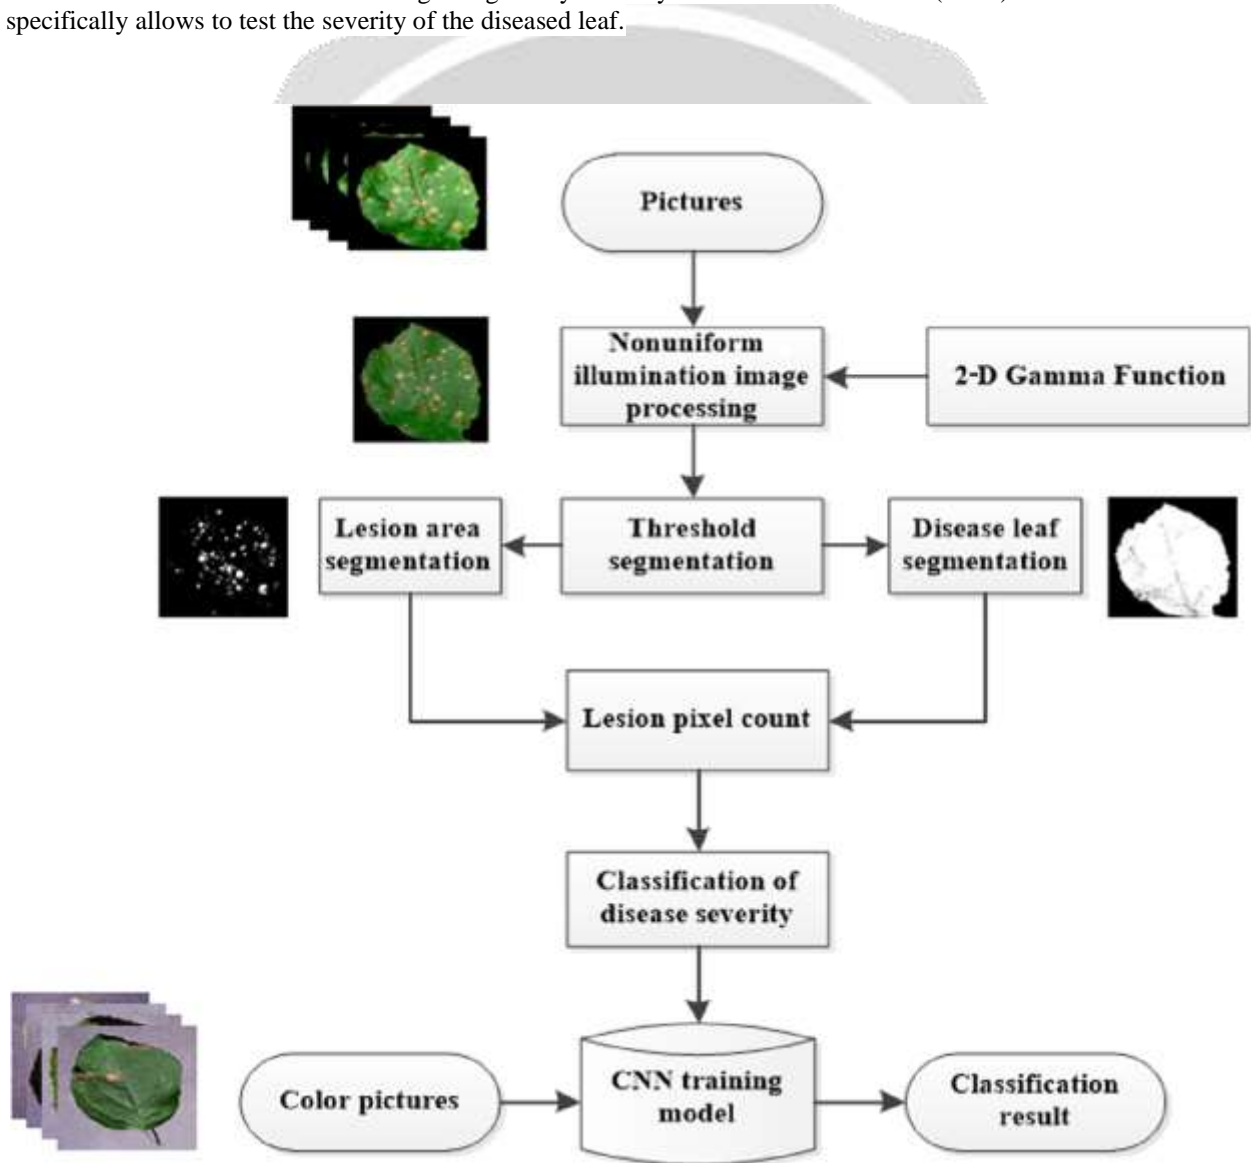 specifically allows to test the severity of the diseased leaf.
Pictures
Nonuniform
illumination image
processing
2-D Gamma Function
Lesion area
segmentation
Threshold
segmentation
Disease leaf
segmentation
Lesion pixel count
Classification of
disease severity
Color pictures
CNN training
model
Classification
result